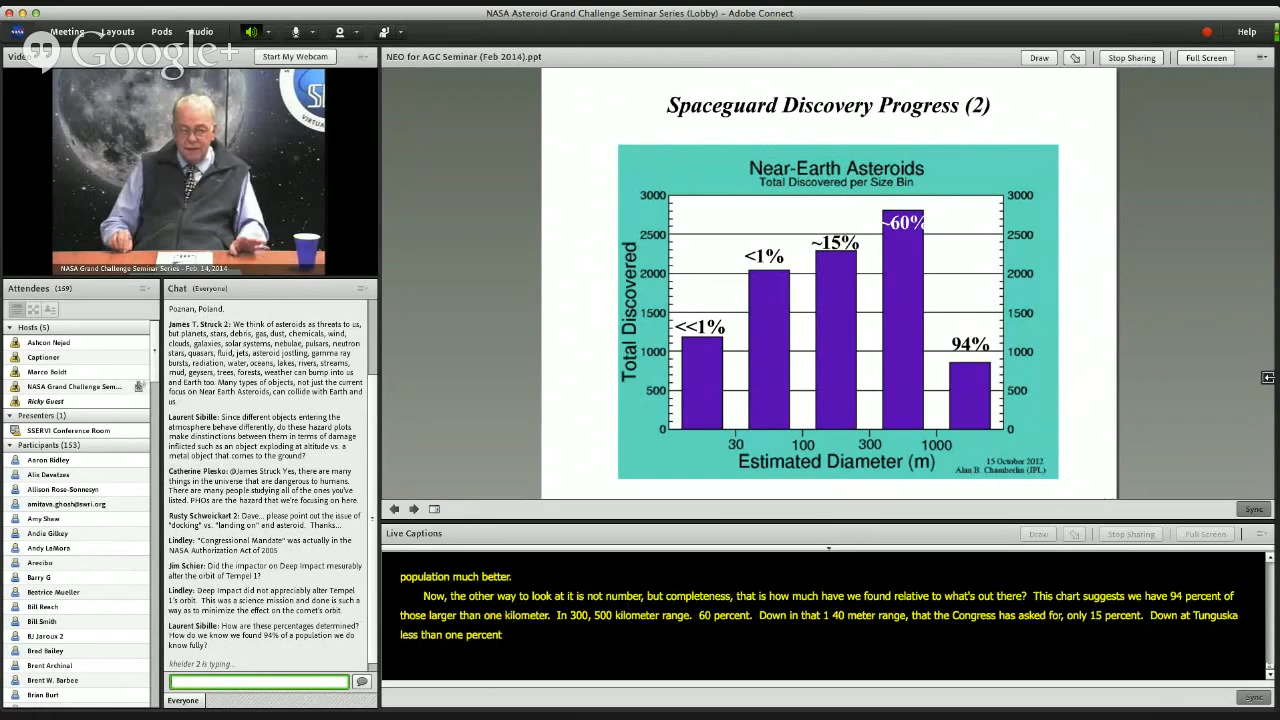 NASA Asteroid Grand Challenge Seminar Series (Lobby) - Adobe Connect
Meeting Layouts Pods Audio
Help
Google+
Video
Start My Webcam
NASA Grand Challenge Seminar Series - Feb. 14, 2014
Attendees (159)
Hosts (5)
Ashcon Nejad
Captioner
Marco Boldt
NASA Grand Challenge Sem...
Ricky Guest
Presenters (1)
SSERVI Conference Room
Participants (153)
Aaron Ridley
Alix Davatzes
Allison Rose-Sonnesyn
amitava.ghosh@swri.org
Amy Shaw
Andie Gilkey
Andy LaMora
Arecibo
Barry G
Beatrice Mueller
Bill Reach
Bill Smith
BJ Jaroux 2
Brad Bailey
Brent Archinal
Brent W. Barbee
Brian Burt
Chat (Everyone)
Poznan, Poland.
James T. Struck 2: We think of asteroids as threats to us,
but planets, stars, debris, gas, dust, chemicals, wind,
clouds, galaxies, solar systems, nebulae, pulsars, neutron
stars, quasars, fluid, jets, asteroid jostling, gamma ray
bursts, radiation, water, oceans, lakes, rivers, streams,
mud, geysers, trees, forests, weather can bump into us
and Earth too. Many types of objects, not just the current
focus on Near Earth Asteroids, can collide with Earth and
us.
Laurent Sibille: Since different objects entering the
atmosphere behave differently, do these hazard plots
make dinstinctions between them in terms of damage
inflicted such as an object exploding at altitude vs. a
metal object that comes to the ground?
Catherine Plesko: @James Struck Yes, there are many
things in the universe that are dangerous to humans.
There are many people studying all of the ones you've
listed. PHOs are the hazard that we're focusing on here.
Rusty Schweickart 2: Dave... please point out the issue of
"docking" vs. "landing on" and asteroid. Thanks...
Lindley: "Congressional Mandate" was actually in the
NASA Authorization Act of 2005
Jim Schier: Did the impactor on Deep Impact mesurably
alter the orbit of Tempel 1?
Lindley: Deep Impact did not appreciably alter Tempel
1's orbit. This was a science mission and done is such a
way as to minimize the effect on the comet's orbit.
Laurent Sibille: How are these percentages determined?
How do we know we found 94% of a population we do
know fully?
kheider 2 is typing...
Everyone
NEO for AGC Seminar (Feb 2014).ppt
Draw
Stop Sharing
Full Screen
Spaceguard Discovery Progress (2)
Near-Earth Asteroids
Total Discovered per Size Bin
3000
2500
2000
1500
1000
500
0
Total Discovered
<<1%
<1%
~15%
~60%
94%
3000
2500
2000
1500
1000
500
0
30 100 300 1000
Estimated Diameter (m)
15 October 2012
Alan B. Chamberlin (JPL)
Sync
Live Captions
Draw
Stop Sharing
Full Screen
population much better.
Now, the other way to look at it is not number, but completeness, that is how much have we found relative to what's out there? This chart suggests we have 94 percent of
those larger than one kilometer. In 300, 500 kilometer range. 60 percent. Down in that 1 40 meter range, that the Congress has asked for, only 15 percent. Down at Tunguska
less than one percent
Sync